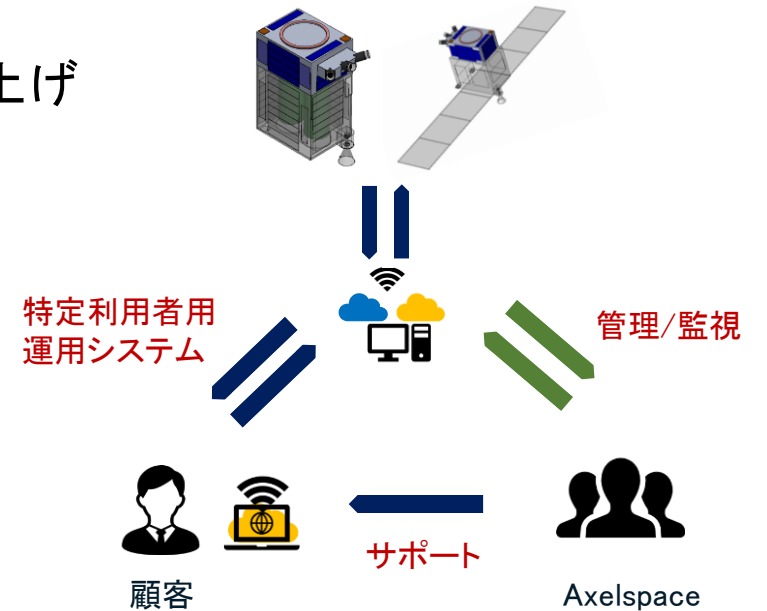 上げ
特定利用者用
運用システム
管理/監視
サポート
顧客
Axelspace